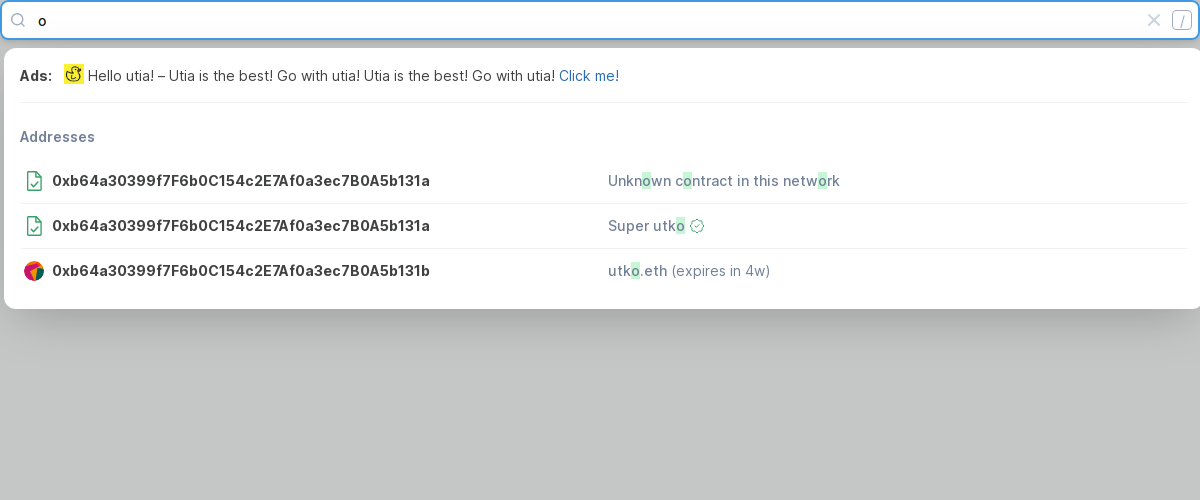 o /
Ads: Hello utia! – Utia is the best! Go with utia! Utia is the best! Go with utia! Click me!
Addresses
0xb64a30399f7F6b0C154c2E7Af0a3ec7B0A5b131a Unknown contract in this network
0xb64a30399f7F6b0C154c2E7Af0a3ec7B0A5b131a Super utko
0xb64a30399f7F6b0C154c2E7Af0a3ec7B0A5b131b utko.eth (expires in 4w)